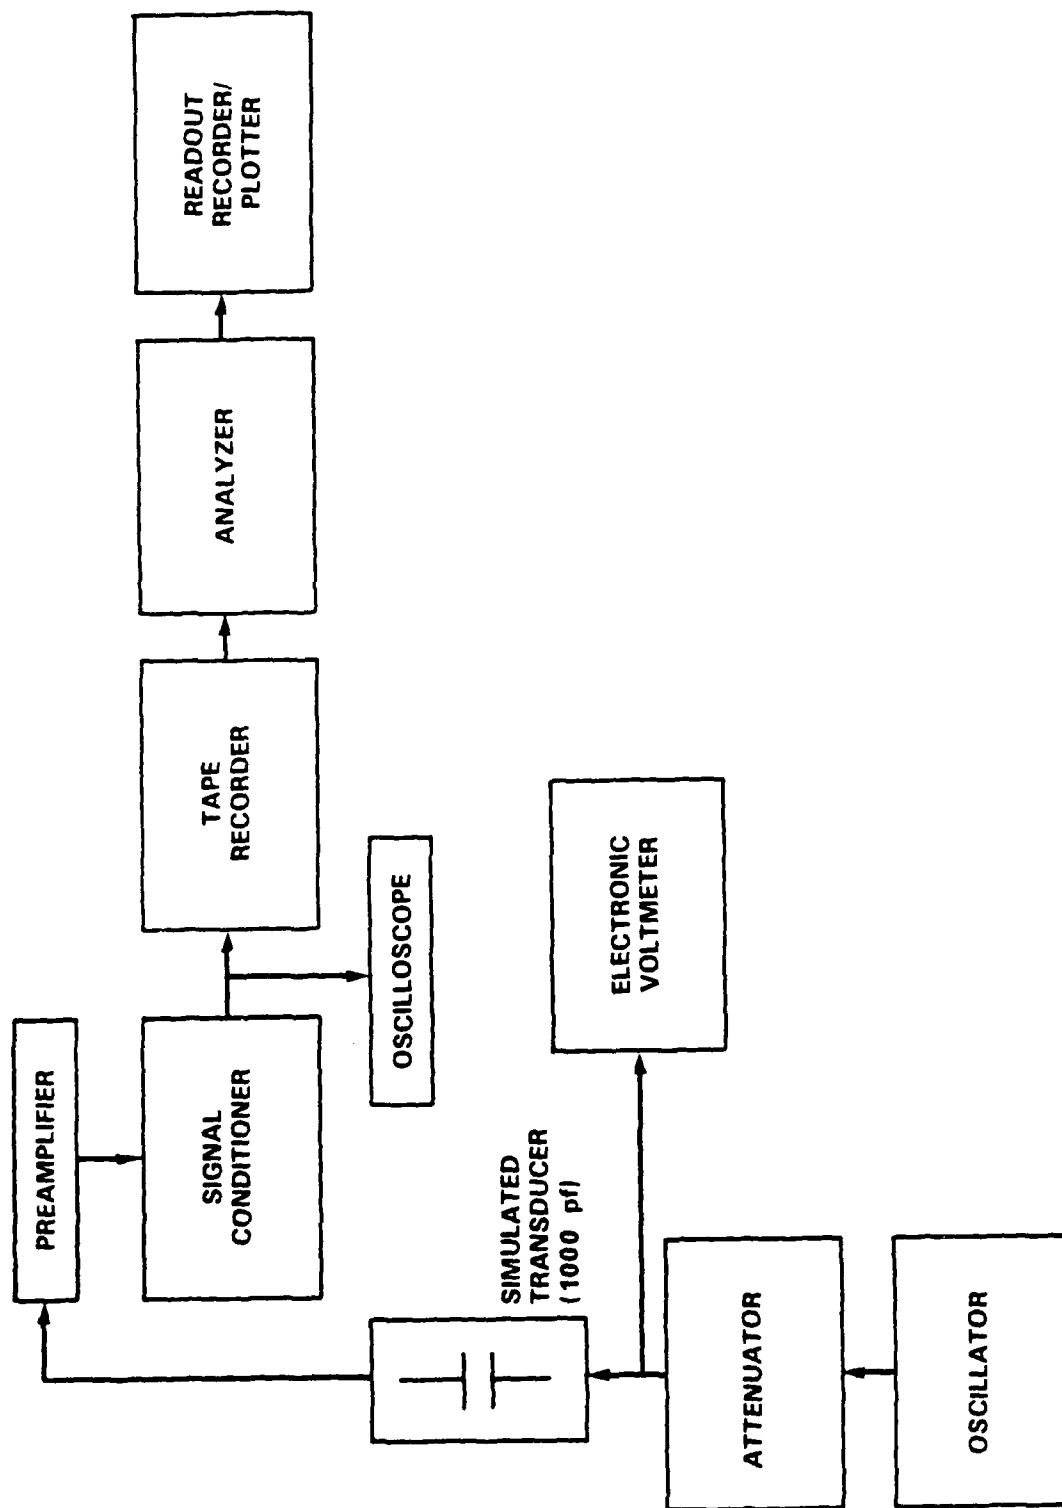 PREAMPLIFIER
SIGNAL
CONDITIONER
TAPE
RECORDER
ANALYZER
READOUT
RECORDER/
PLOTTER
OSCILLOSCOPE
SIMULATED
TRANSDUCER
(1000 pf)
ELECTRONIC
VOLTMETER
ATTENUATOR
OSCILLATOR